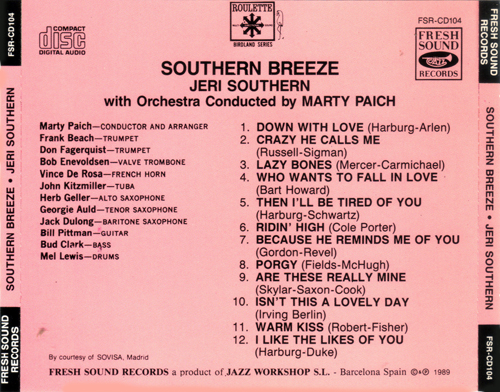 FRESH SOUND RECORDS
SOUTHERN BREEZE • JERI SOUTHERN
FSR-CD104
COMPACT
disc
DIGITAL AUDIO
ROULETTE
BIRDLAND SERIES
FSR-CD104
FRESH SOUND
RECORDS
SOUTHERN BREEZE
JERI SOUTHERN
with Orchestra Conducted by MARTY PAICH
Marty Paich—CONDUCTOR AND ARRANGER
Frank Beach—TRUMPET
Don Fagerquist—TRUMPET
Bob Enevoldsen—VALVE TROMBONE
Vince De Rosa—FRENCH HORN
John Kitzmiller—TUBA
Herb Geller—ALTO SAXOPHONE
Georgie Auld—TENOR SAXOPHONE
Jack Dulong—BARITONE SAXOPHONE
Bill Pittman—GUITAR
Bud Clark—BASS
Mel Lewis—DRUMS
1. DOWN WITH LOVE (Harburg-Arlen)
2. CRAZY HE CALLS ME
(Russell-Sigman)
3. LAZY BONES (Mercer-Carmichael)
4. WHO WANTS TO FALL IN LOVE
(Bart Howard)
5. THEN I'LL BE TIRED OF YOU
(Harburg-Schwartz)
6. RIDIN' HIGH (Cole Porter)
7. BECAUSE HE REMINDS ME OF YOU
(Gordon-Revel)
8. PORGY (Fields-McHugh)
9. ARE THESE REALLY MINE
(Skylar-Saxon-Cook)
10. ISN'T THIS A LOVELY DAY
(Irving Berlin)
11. WARM KISS (Robert-Fisher)
12. I LIKE THE LIKES OF YOU
(Harburg-Duke)
By courtesy of SOVISA, Madrid
FRESH SOUND RECORDS a product of JAZZ WORKSHOP S.L. - Barcelona Spain ©℗ 1989
FRESH SOUND
RECORDS
SOUTHERN BREEZE • JERI SOUTHERN
FSR-CD104